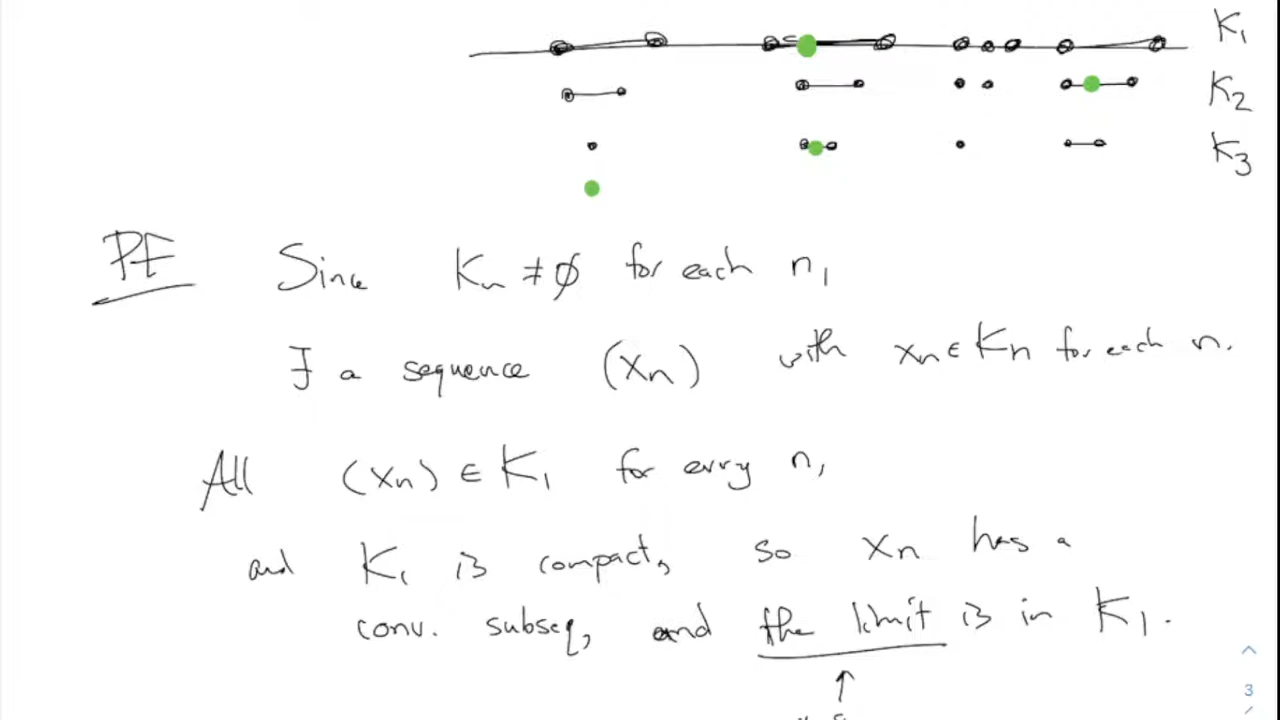 K₁
K₂
K₃
PF Since Kₙ ≠ ∅ for each n,
∃ a sequence (xₙ) with xₙ ∈ Kₙ for each n.
All (xₙ) ∈ K₁ for every n,
and K₁ is compact, so xₙ has a
conv. subseq, and the limit is in K₁.
3